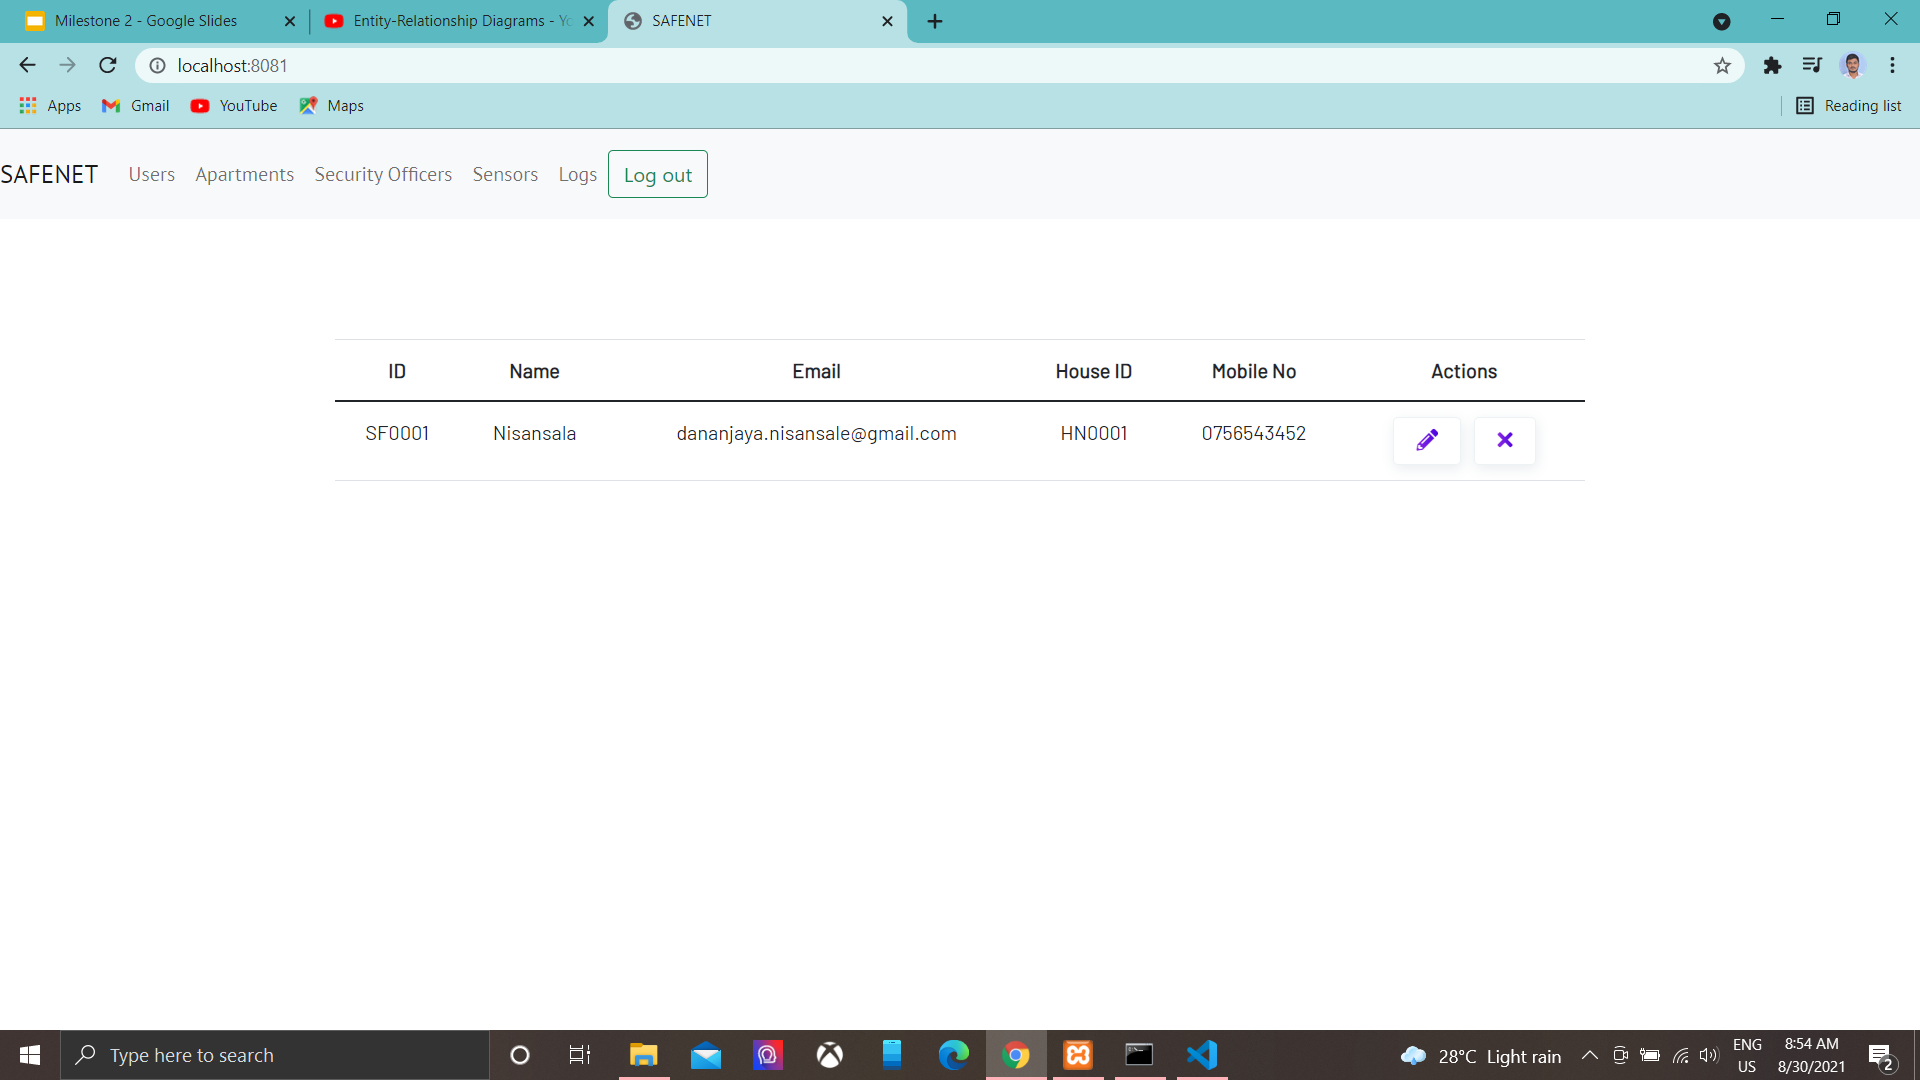 Milestone 2 - Google Slides
Entity-Relationship Diagrams - Yo
SAFENET
localhost:8081
Apps Gmail YouTube Maps Reading list
SAFENET Users Apartments Security Officers Sensors Logs Log out
ID Name Email House ID Mobile No Actions
SF0001 Nisansala dananjaya.nisansale@gmail.com HN0001 0756543452
Type here to search
28°C Light rain
ENG
US
8:54 AM
8/30/2021
2